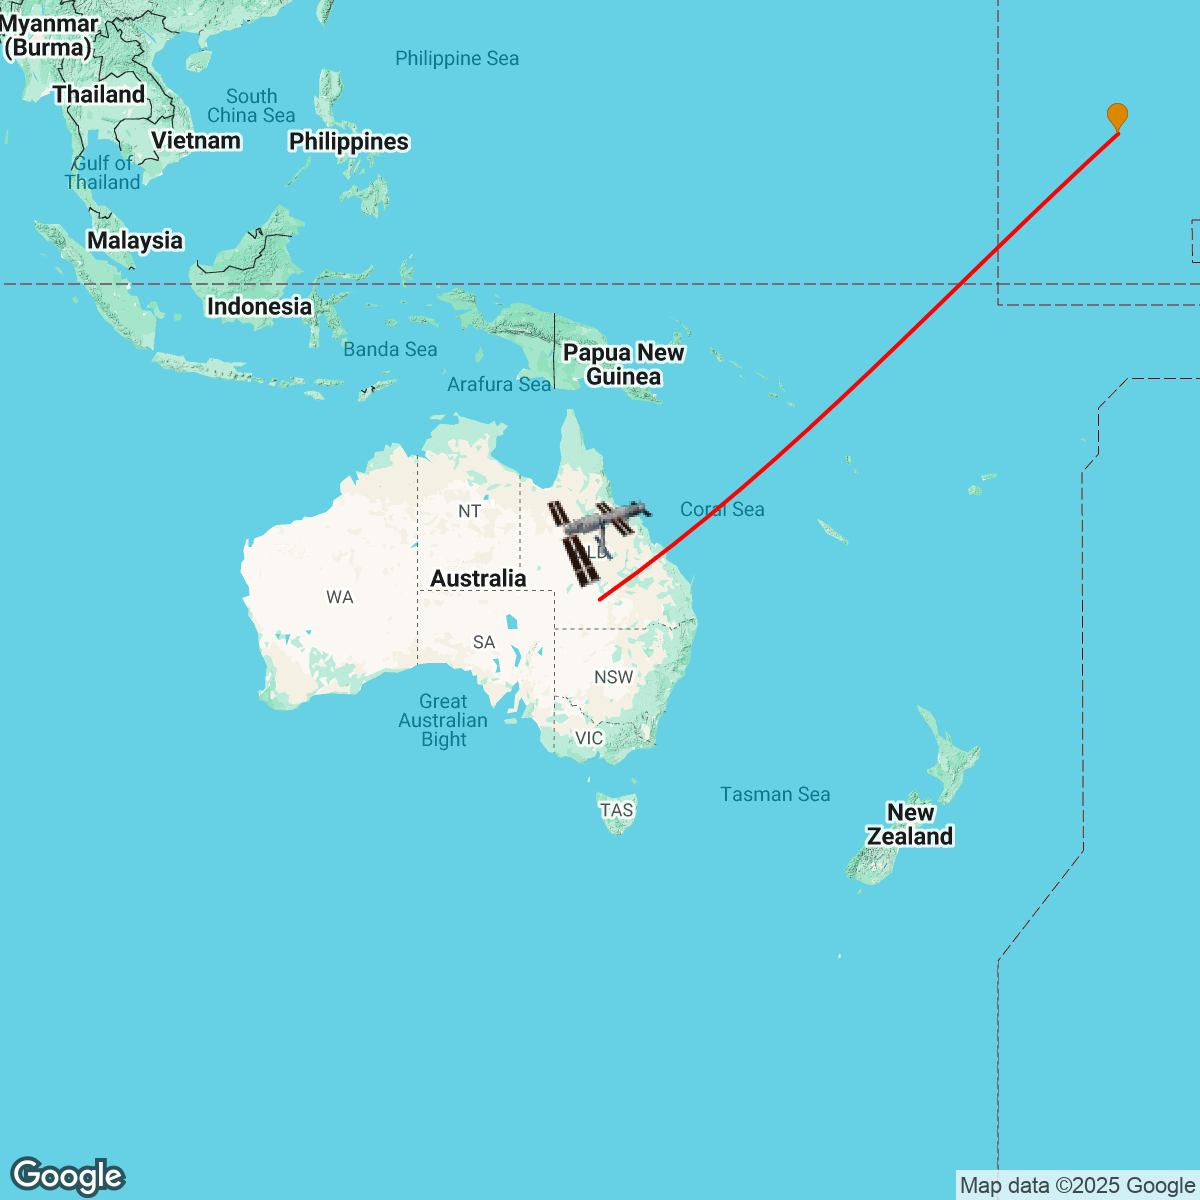 Myanmar
(Burma)
Philippine Sea
Thailand
South
China Sea
Vietnam
Philippines
Gulf of
Thailand
Malaysia
Indonesia
Banda Sea
Papua New
Guinea
Arafura Sea
NT
Coral Sea
LD
Australia
WA
SA
NSW
Great
Australian
Bight
VIC
Tasman Sea
TAS
New
Zealand
Google
Map data ©2025 Google